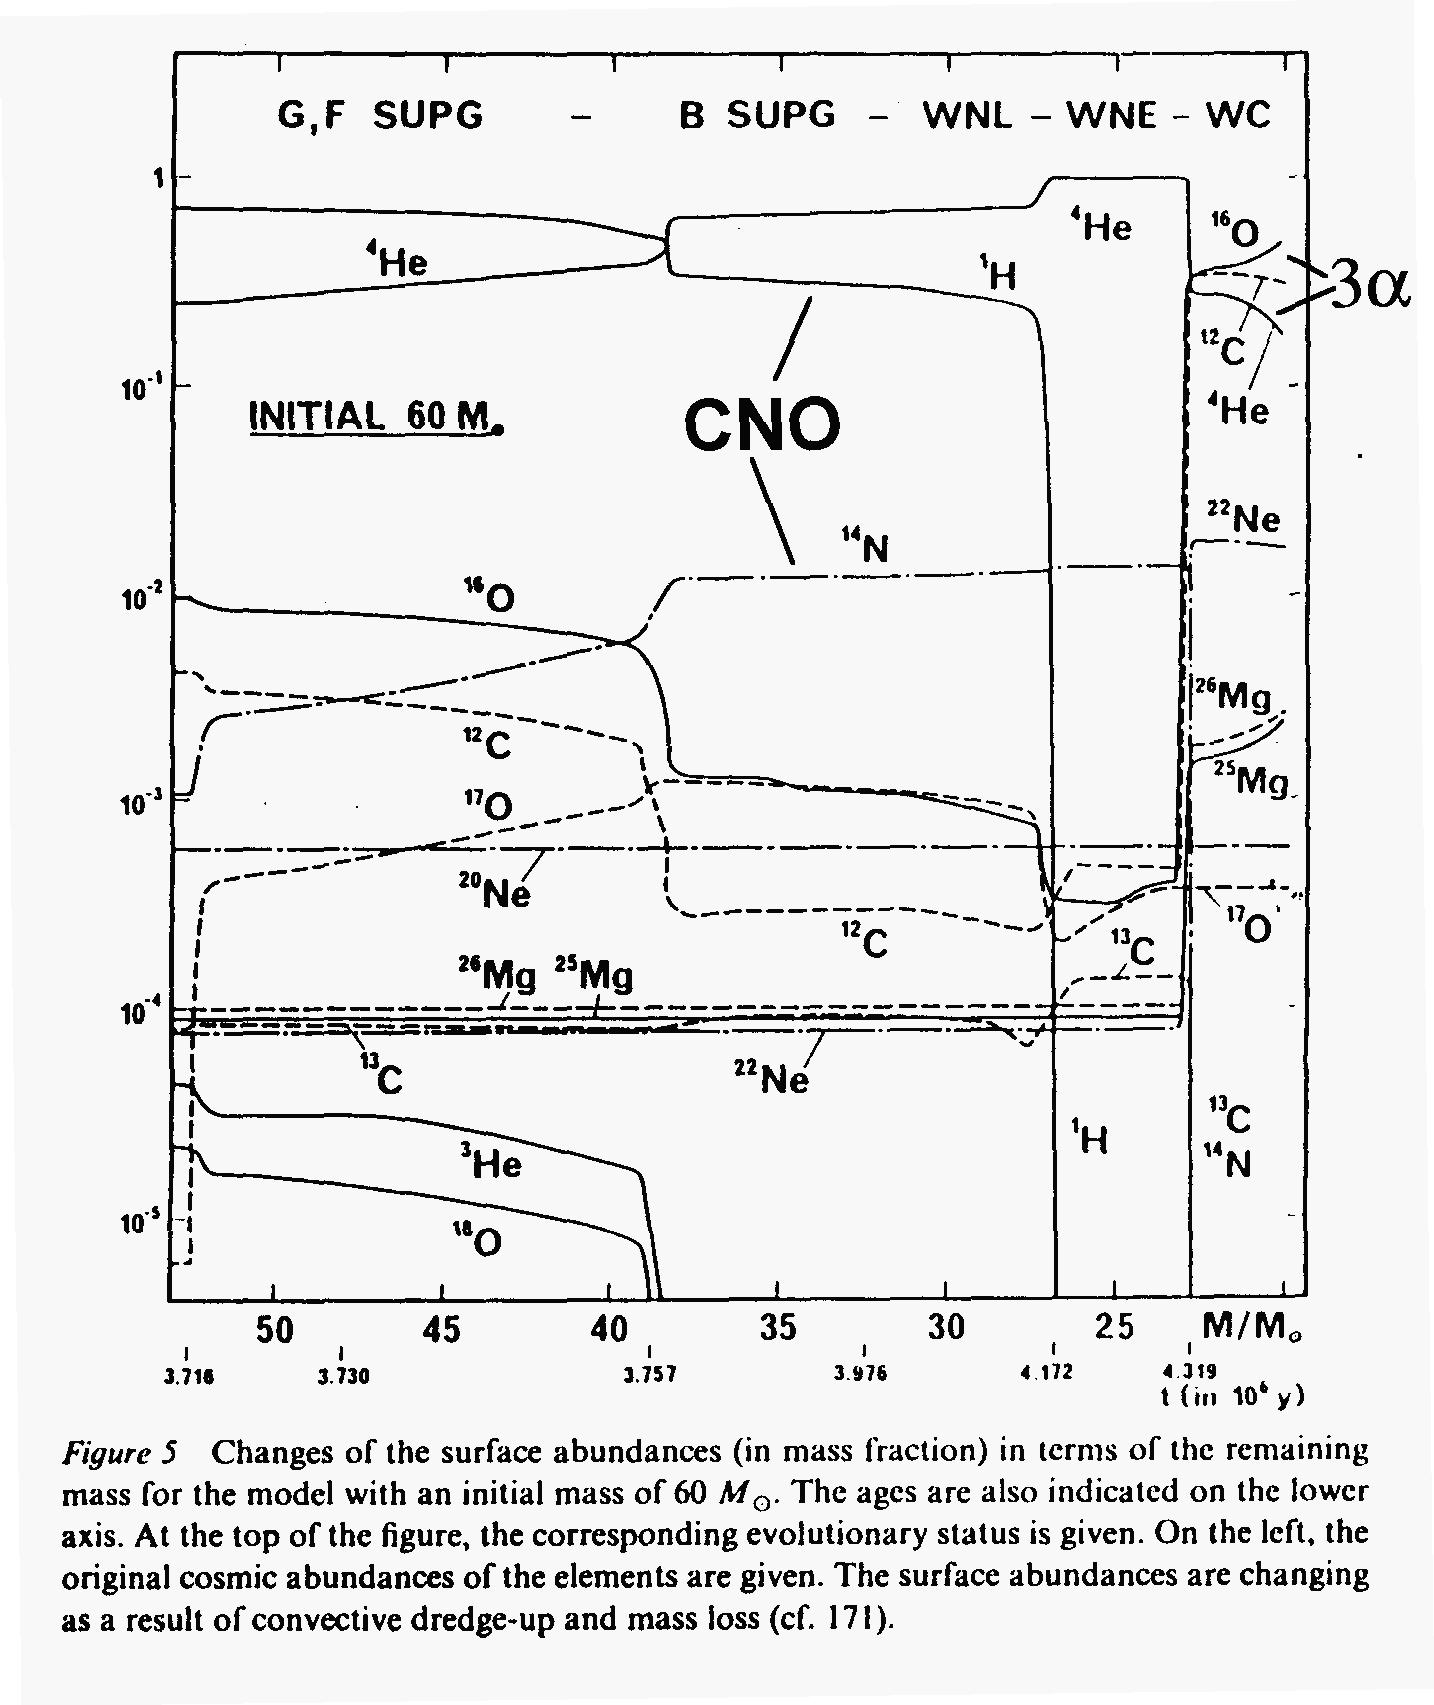 G,F SUPG - B SUPG - WNL - WNE - WC
1
⁴He
¹H
⁴He
¹⁶O
3α
¹²C
⁴He
10⁻¹
INITIAL 60 M.
CNO
²²Ne
¹⁴N
10⁻²
¹⁶O
²⁶Mg
¹²C
²⁵Mg
10⁻³
¹⁷O
²⁰Ne
¹²C
¹⁷O
¹³C
²⁶Mg ²⁵Mg
10⁻⁴
¹³C
²²Ne
¹³C
¹H
¹⁴N
³He
10⁻⁵
¹⁸O
50 45 40 35 30 25 M/M₀
3.716 3.730 3.757 3.976 4.172 4.319
t (in 10⁶ y)
Figure 5 Changes of the surface abundances (in mass fraction) in terms of the remaining
mass for the model with an initial mass of 60 M☉. The ages are also indicated on the lower
axis. At the top of the figure, the corresponding evolutionary status is given. On the left, the
original cosmic abundances of the elements are given. The surface abundances are changing
as a result of convective dredge-up and mass loss (cf. 171).